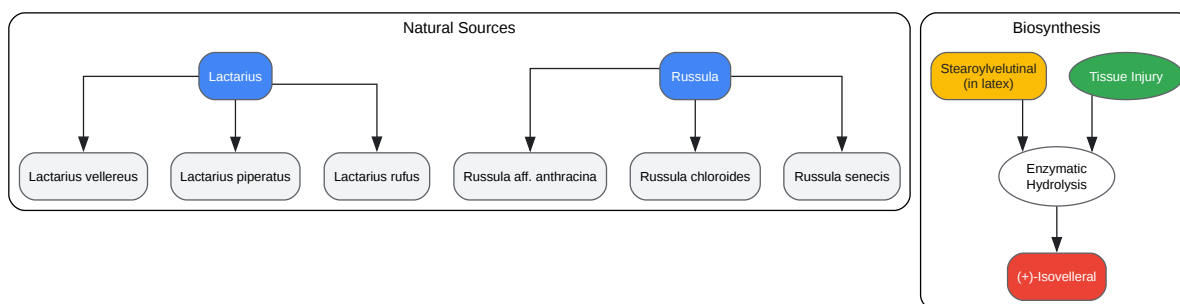 Natural Sources
Lactarius
Russula
Lactarius vellereus
Lactarius piperatus
Lactarius rufus
Russula aff. anthracina
Russula chloroides
Russula senecis
Biosynthesis
Stearoylvelutinal
(in latex)
Tissue Injury
Enzymatic
Hydrolysis
(+)-Isovelleral